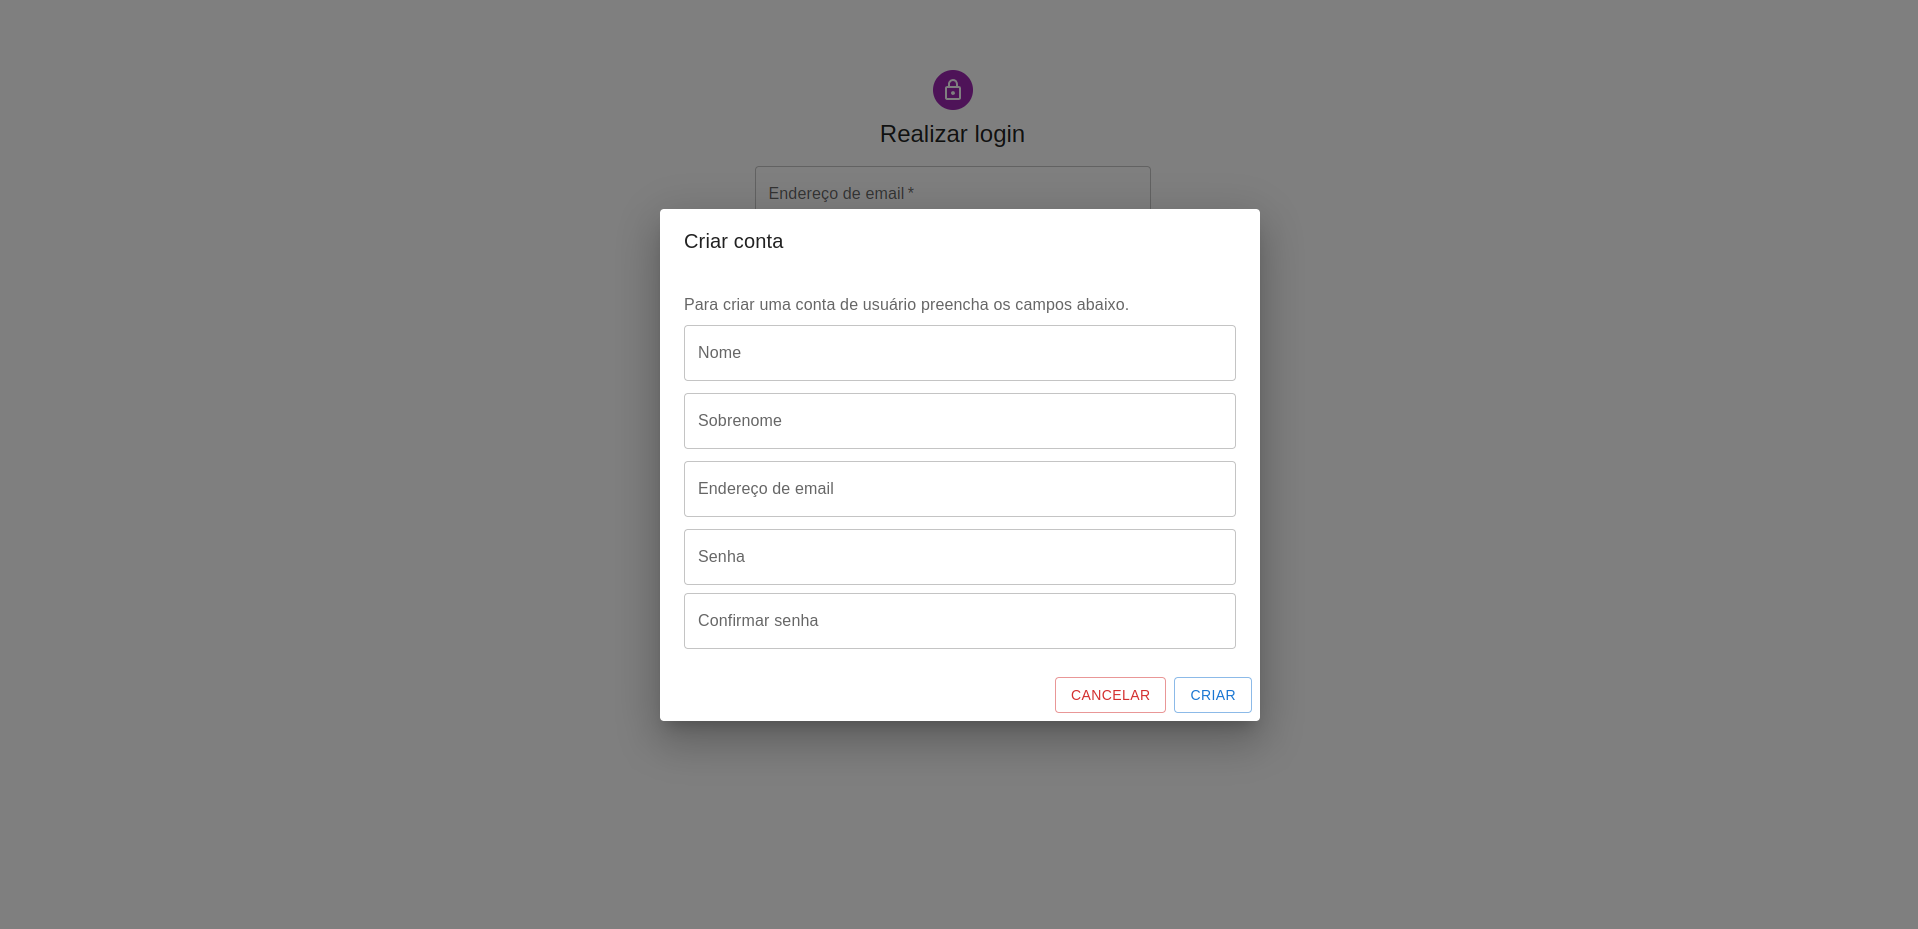 Realizar login
Endereço de email *
Criar conta
Para criar uma conta de usuário preencha os campos abaixo.
Nome
Sobrenome
Endereço de email
Senha
Confirmar senha
CANCELAR CRIAR